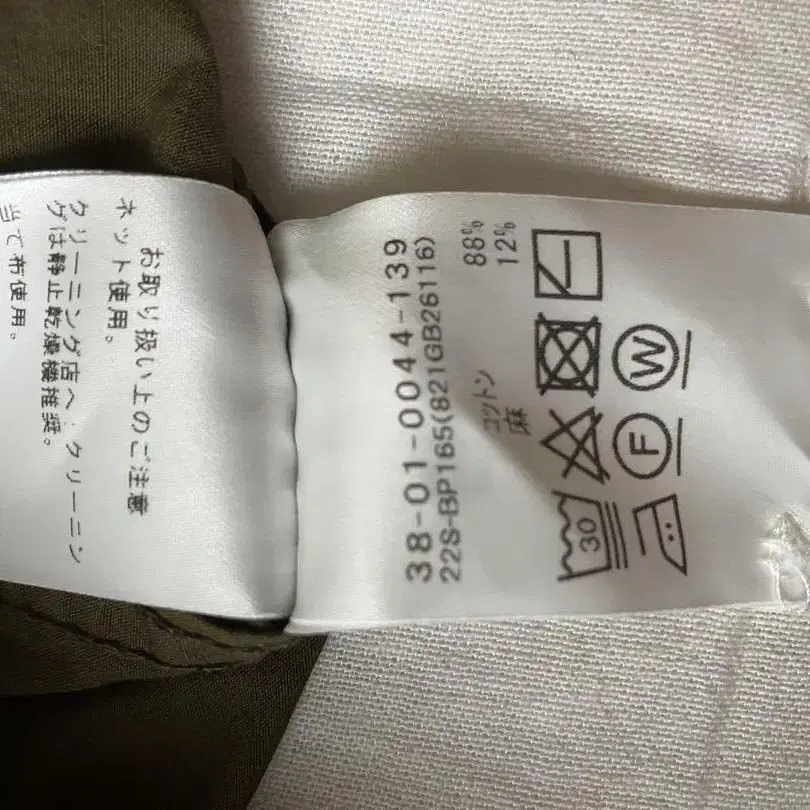 お取り扱い上のご注意
ネット使用。
クリーニング店へ:クリーニン
グは静止乾燥機推奨。
当て布使用。
38-01-0044-139
22S-BP165(821GB26116)
コットン 88%
麻 12%
30
F
W